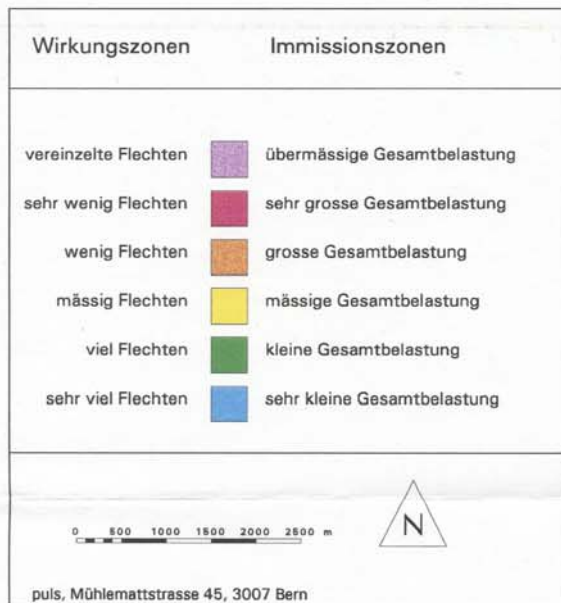 Wirkungszonen Immissionszonen
vereinzelte Flechten übermässige Gesamtbelastung
sehr wenig Flechten sehr grosse Gesamtbelastung
wenig Flechten grosse Gesamtbelastung
mässig Flechten mässige Gesamtbelastung
viel Flechten kleine Gesamtbelastung
sehr viel Flechten sehr kleine Gesamtbelastung
0 500 1000 1500 2000 2500 m
N
puls, Mühlemattstrasse 45, 3007 Bern